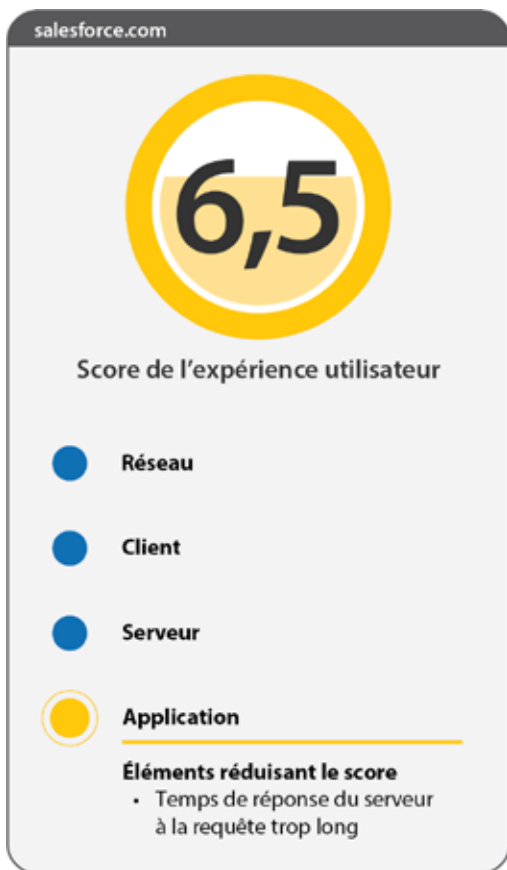 salesforce.com
6,5
Score de l’expérience utilisateur
Réseau
Client
Serveur
Application
Éléments réduisant le score
• Temps de réponse du serveur
à la requête trop long